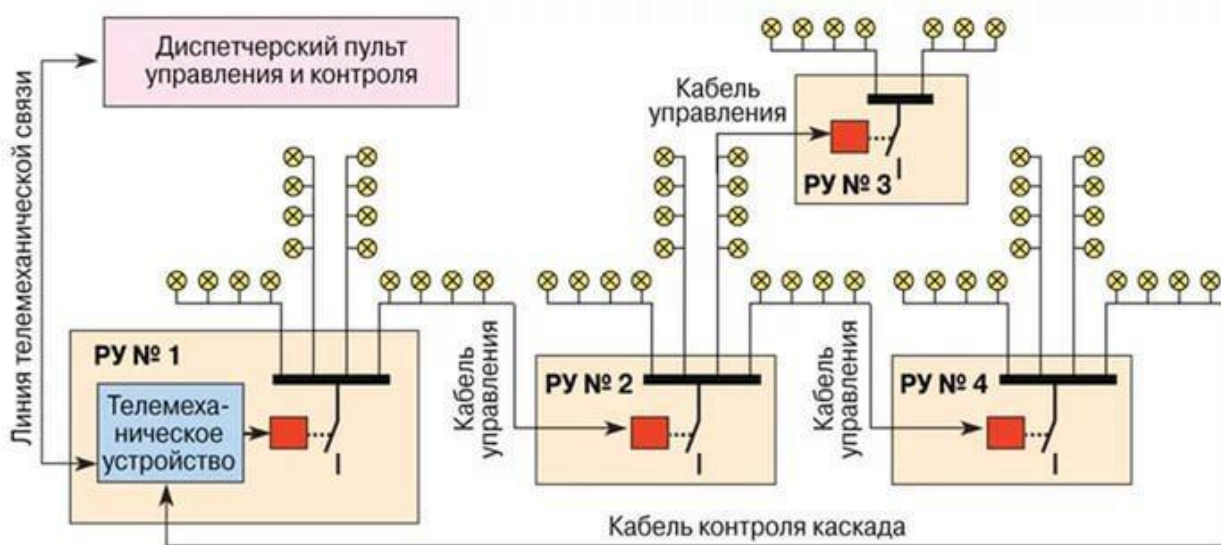 Диспетчерский пульт
управления и контроля
Линия телемеханической связи
Кабель
управления
РУ № 3
РУ № 1
Телемеха-
ническое
устройство
Кабель
управления
РУ № 2
Кабель
управления
РУ № 4
Кабель контроля каскада